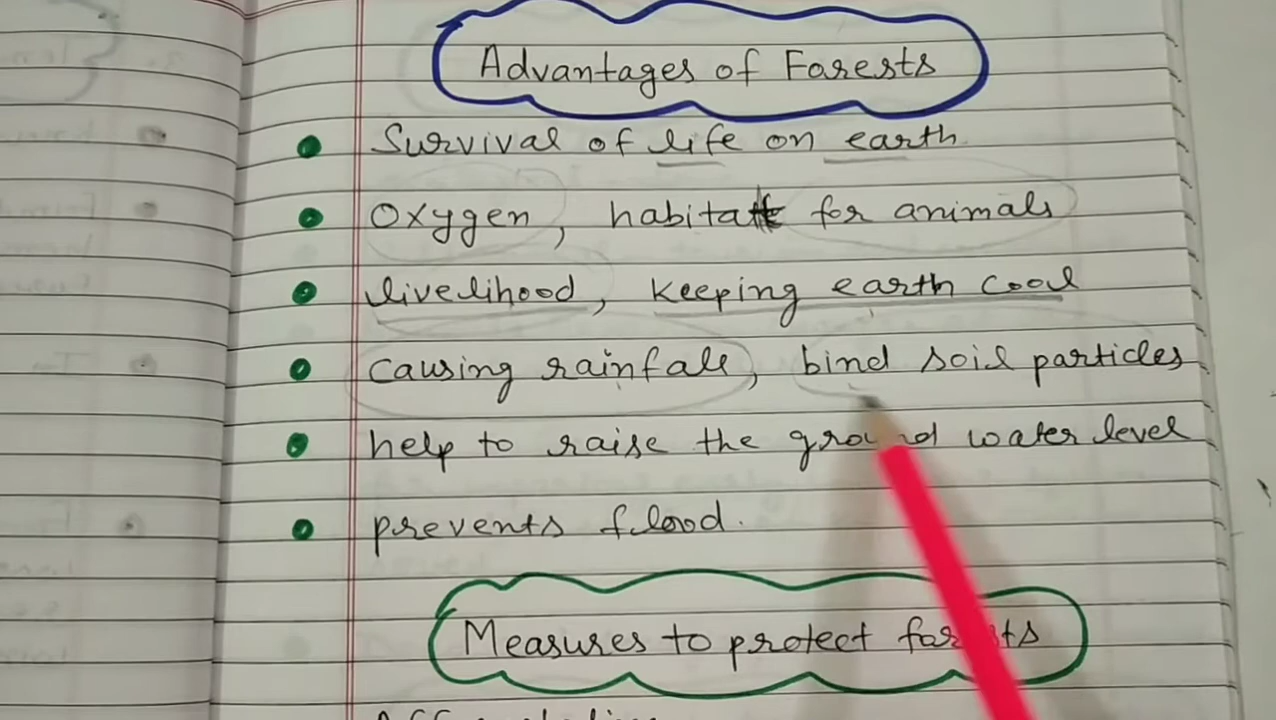 Advantages of Forests
Survival of life on earth.
Oxygen, habitat for animals
livelihood, keeping earth cool
causing rainfall, bind soil particles
help to raise the ground water level
prevents flood.
Measures to protect forests